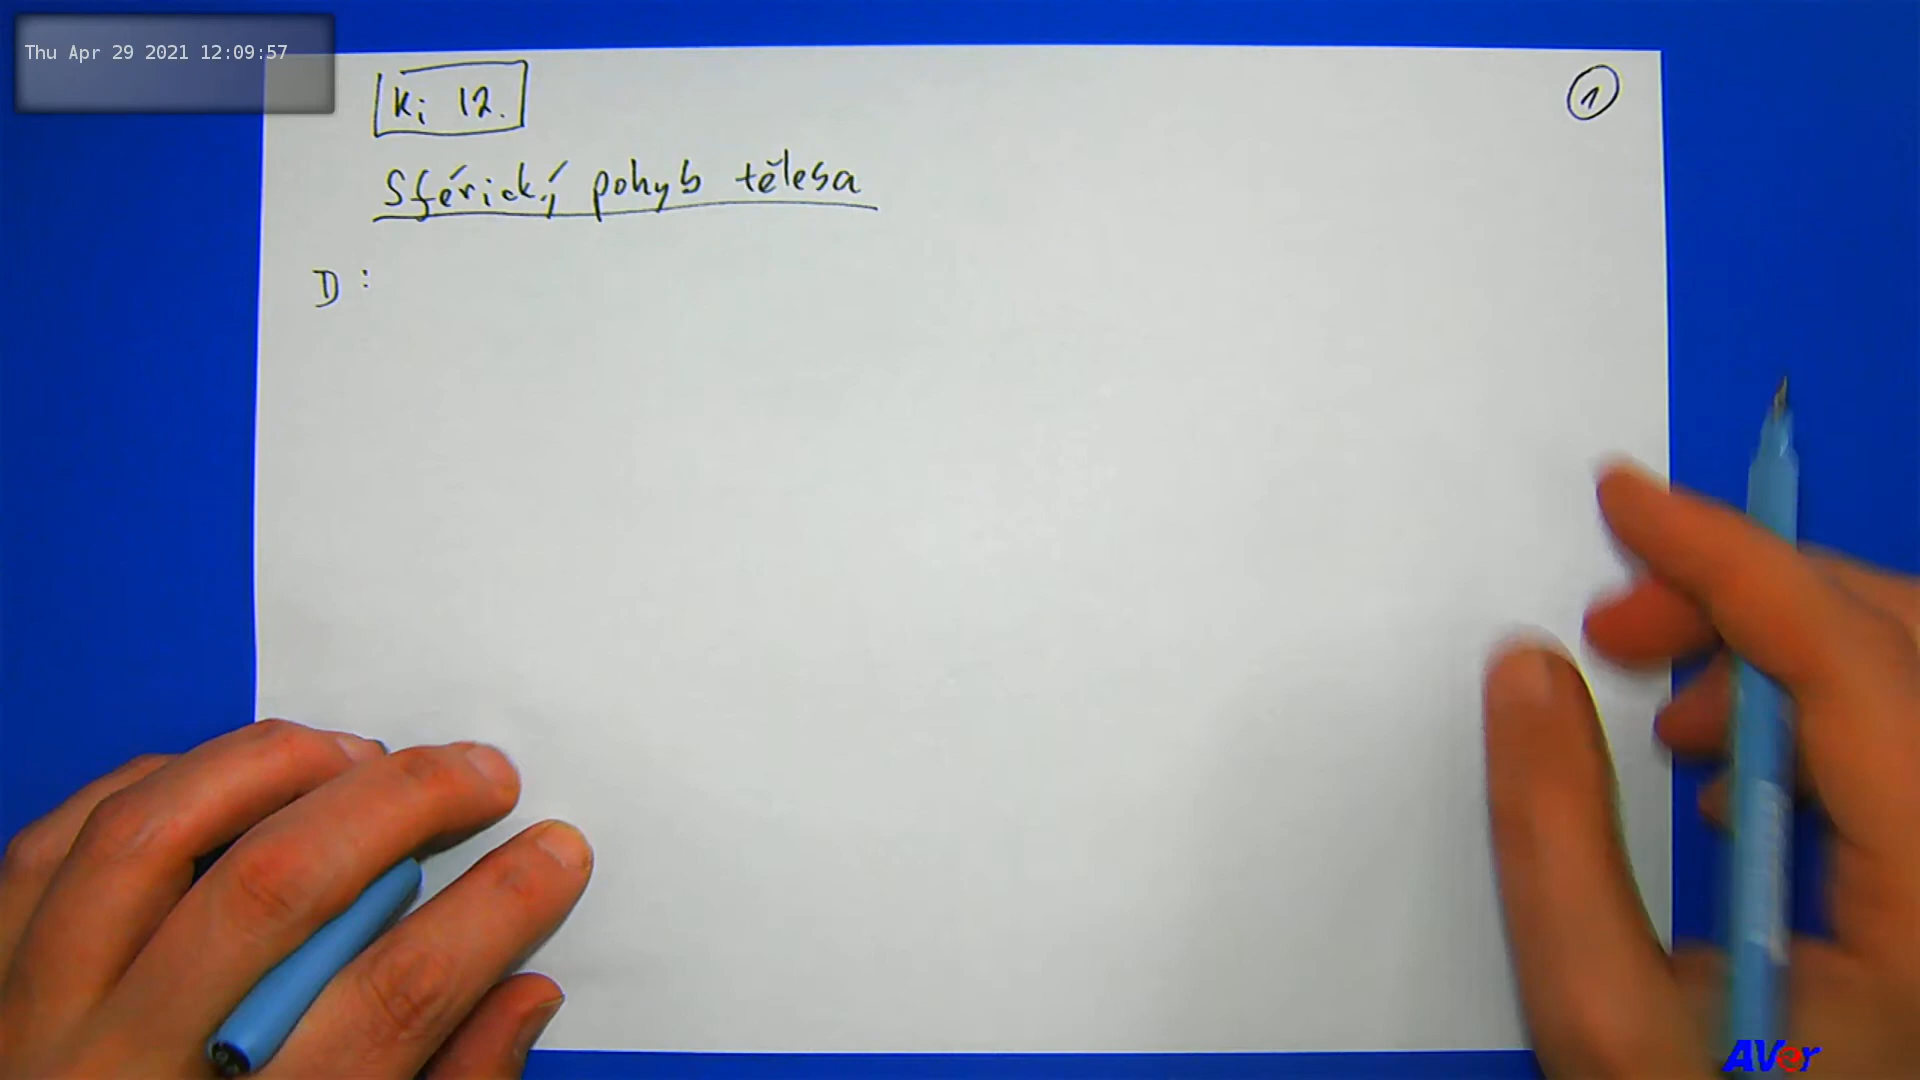 Thu Apr 29 2021 12:09:57
Ki 12.
1
Sférický pohyb tělesa
D:
AVer